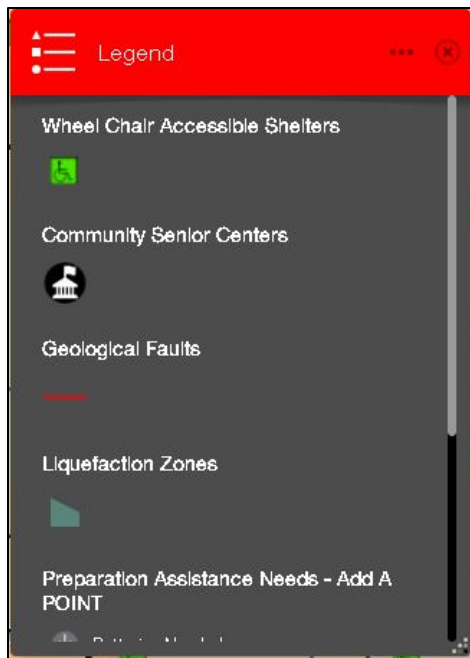 Legend
Wheel Chair Accessible Shelters
Community Senior Centers
Geological Faults
Liquefaction Zones
Preparation Assistance Needs - Add A
POINT